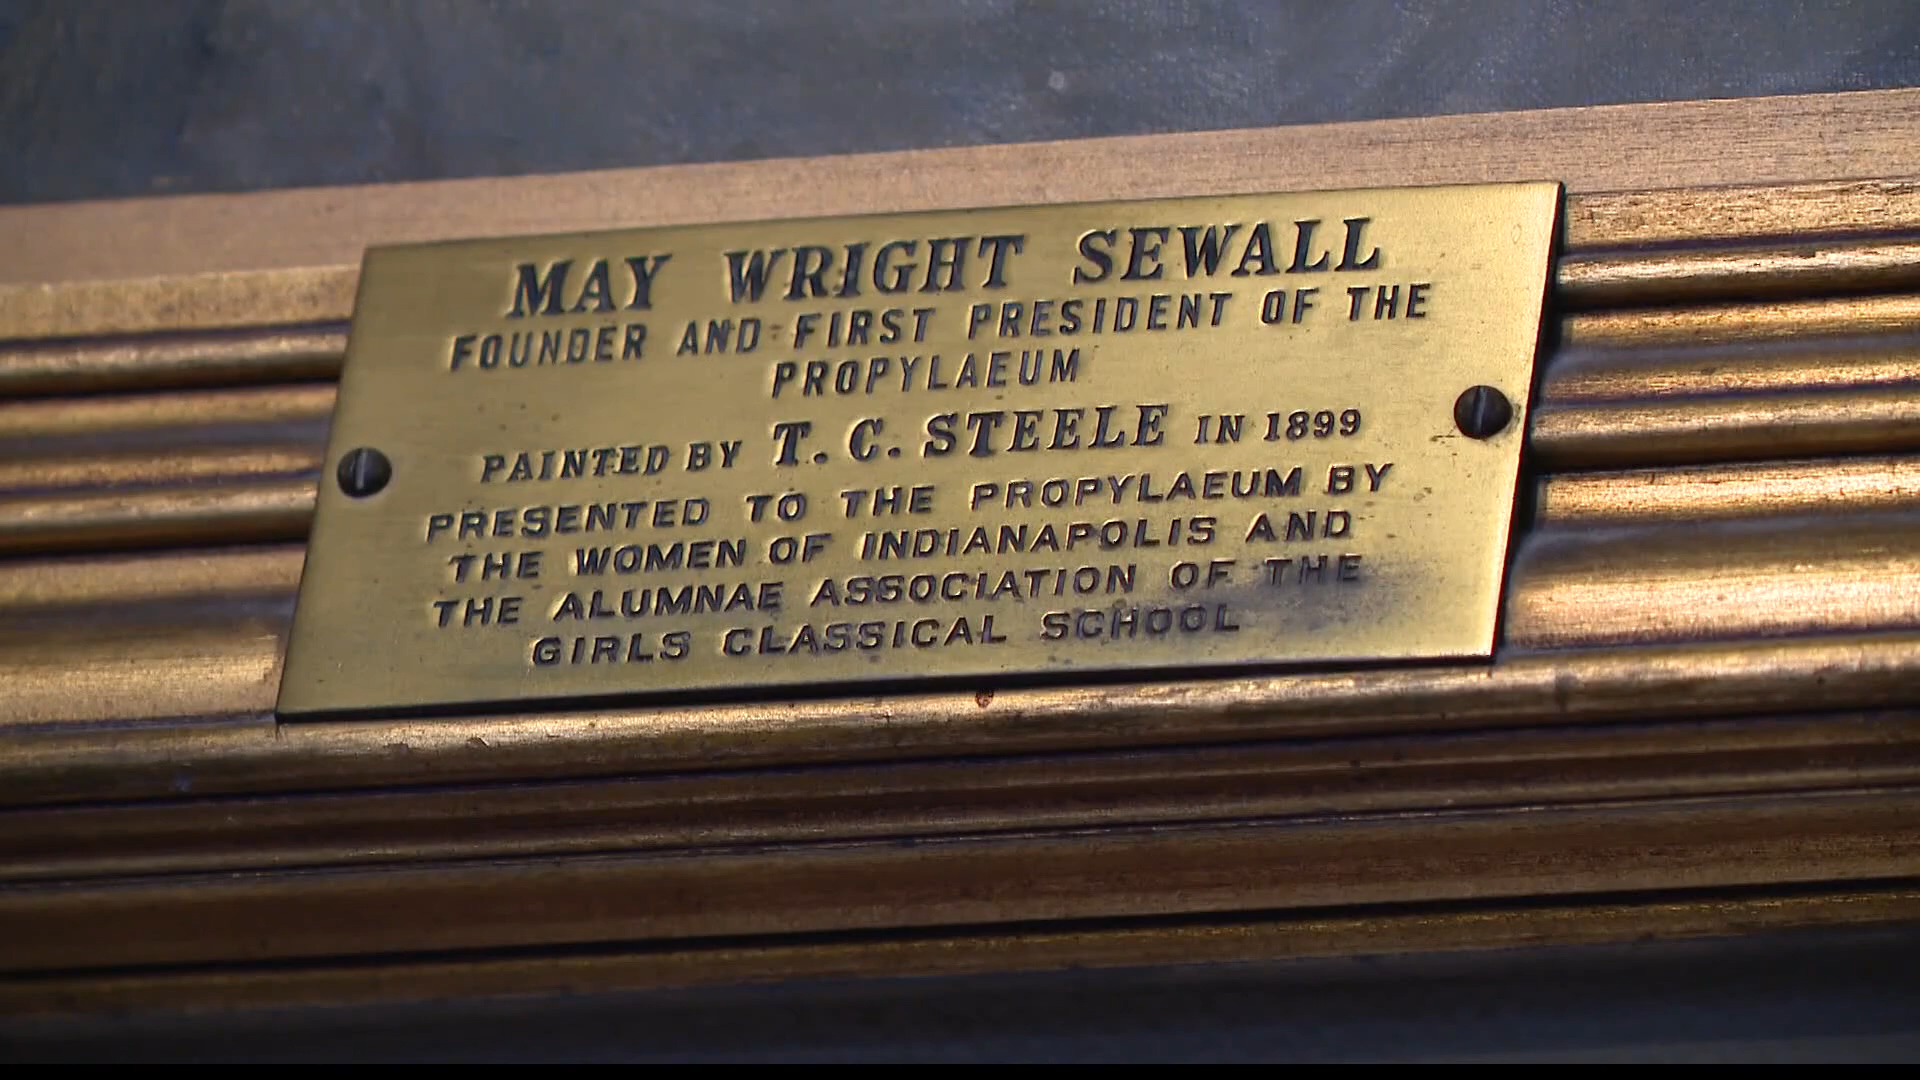 MAY WRIGHT SEWALL
FOUNDER AND FIRST PRESIDENT OF THE
PROPYLAEUM
PAINTED BY T. C. STEELE IN 1899
PRESENTED TO THE PROPYLAEUM BY
THE WOMEN OF INDIANAPOLIS AND
THE ALUMNAE ASSOCIATION OF THE
GIRLS CLASSICAL SCHOOL